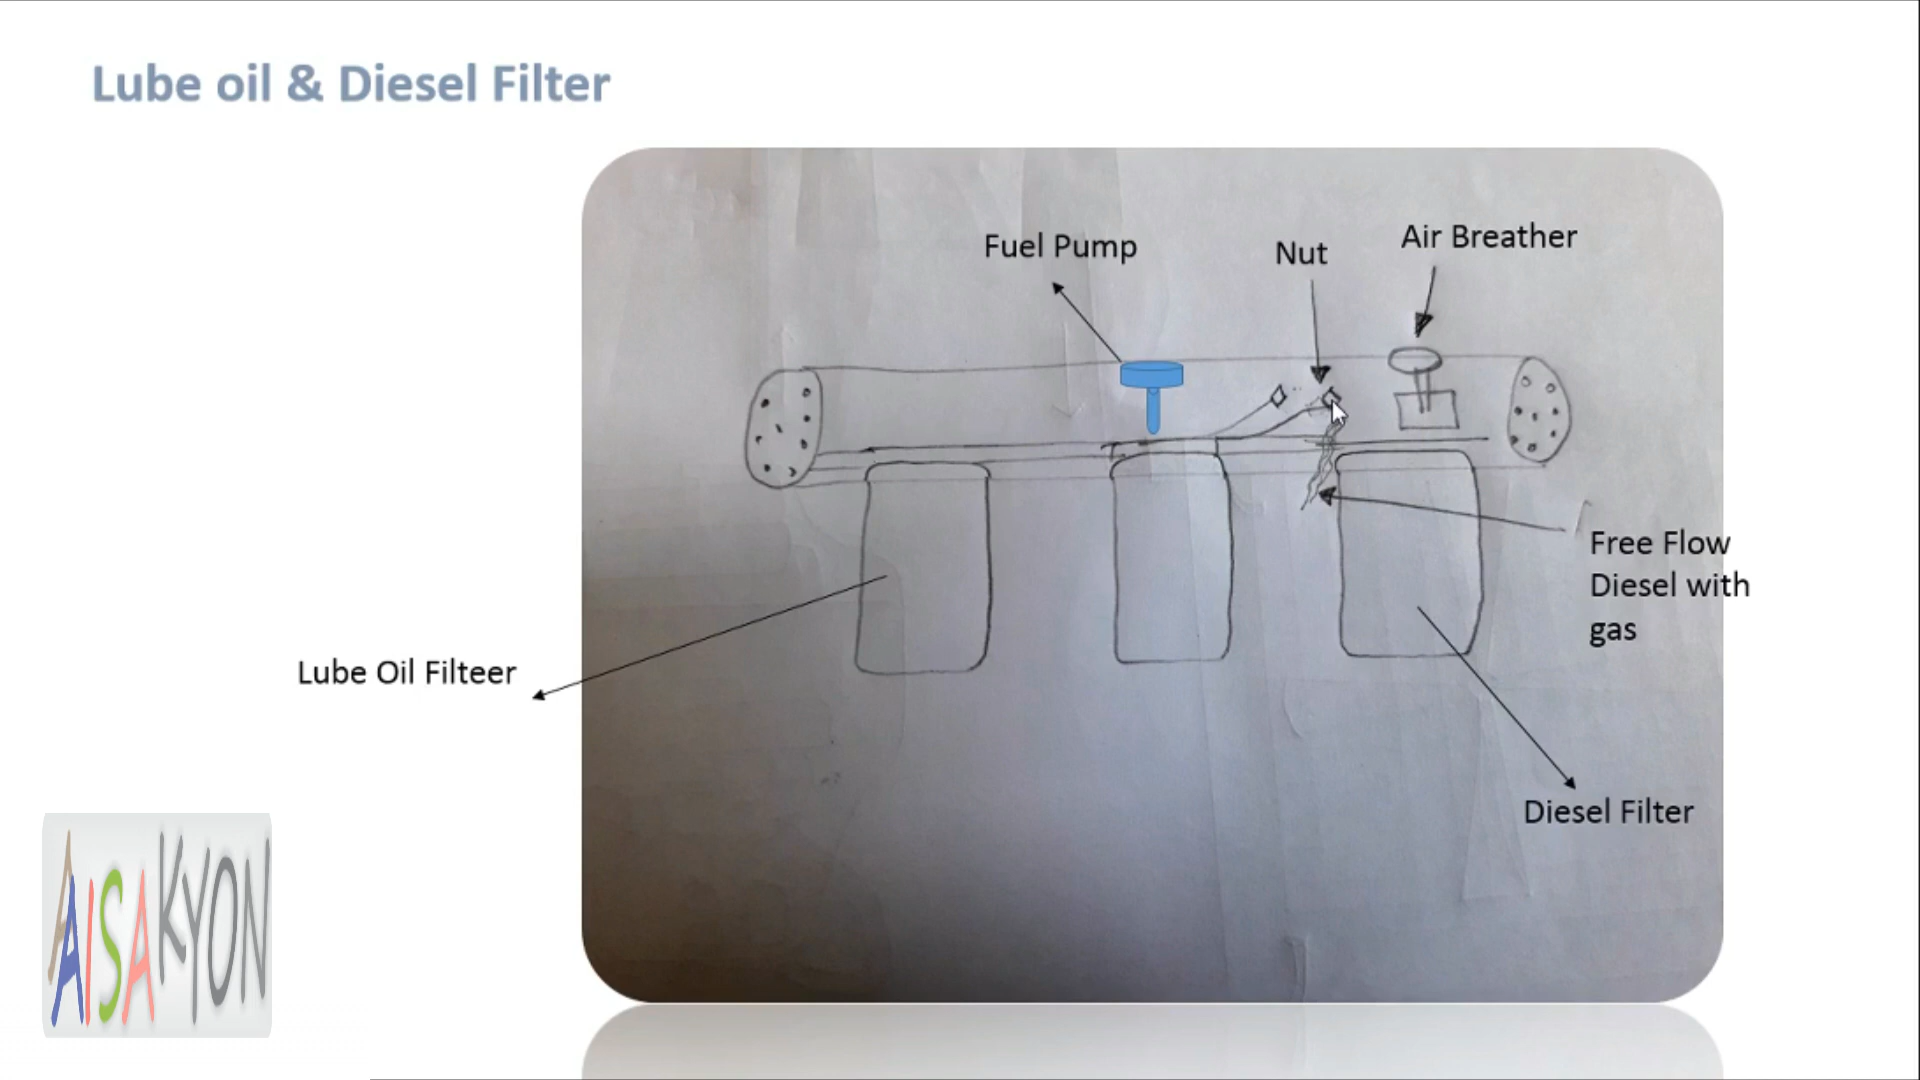 Lube oil & Diesel Filter
Fuel Pump
Nut
Air Breather
Free Flow
Diesel with
gas
Lube Oil Filteer
Diesel Filter
AISAKYON